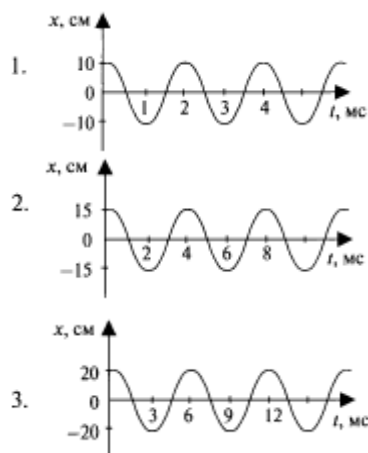 x, см
1.
10
0
−10
1 2 3 4
t, мс
x, см
2.
15
0
−15
2 4 6 8
t, мс
x, см
3.
20
0
−20
3 6 9 12
t, мс